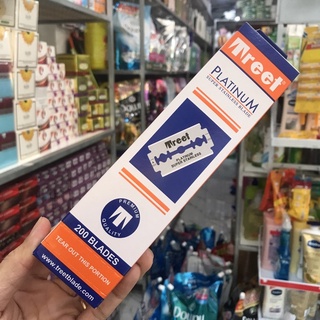 Treet
PLATINUM
SUPER STAINLESS BLADE
Treet
PLATINUM
SUPER STAINLESS
PREMIUM
QUALITY
200 BLADES
TEAR OUT THIS PORTION
www.treetblade.com